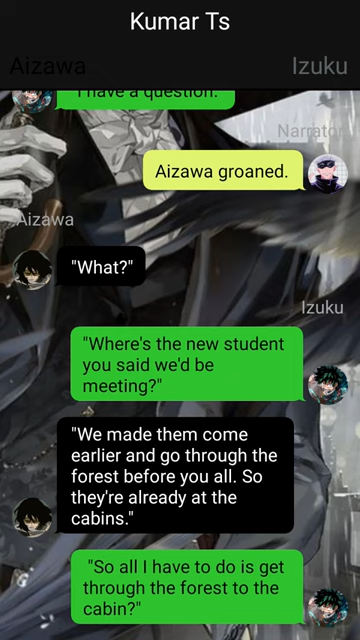 Kumar Ts
Aizawa
Izuku
"I have a question."
Narrator
Aizawa groaned.
Aizawa
"What?"
Izuku
"Where's the new student
you said we'd be
meeting?"
"We made them come
earlier and go through the
forest before you all. So
they're already at the
cabins."
"So all I have to do is get
through the forest to the
cabin?"